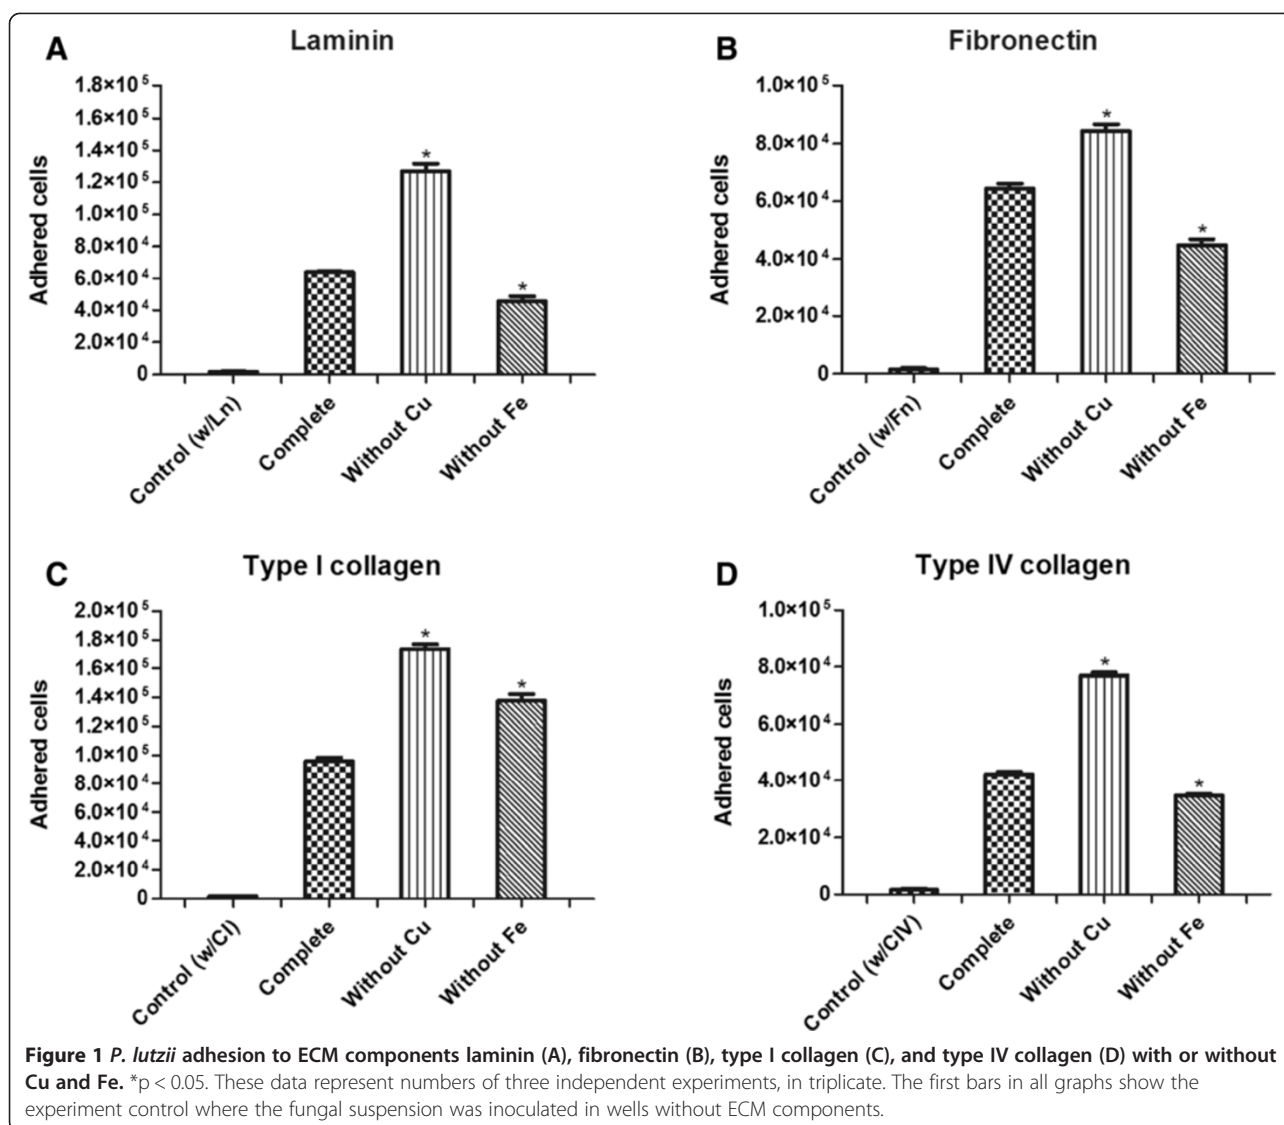 A
Laminin
Adhered cells
1.8×10⁵
1.6×10⁵
1.4×10⁵
1.2×10⁵
1.0×10⁵
8.0×10⁴
6.0×10⁴
4.0×10⁴
2.0×10⁴
0
*
*
Control (w/Ln)
Complete
Without Cu
Without Fe
B
Fibronectin
Adhered cells
1.0×10⁵
8.0×10⁴
6.0×10⁴
4.0×10⁴
2.0×10⁴
0
*
*
Control (w/Fn)
Complete
Without Cu
Without Fe
C
Type I collagen
Adhered cells
2.0×10⁵
1.8×10⁵
1.6×10⁵
1.4×10⁵
1.2×10⁵
1.0×10⁵
8.0×10⁴
6.0×10⁴
4.0×10⁴
2.0×10⁴
0
*
*
Control (w/CI)
Complete
Without Cu
Without Fe
D
Type IV collagen
Adhered cells
1.0×10⁵
8.0×10⁴
6.0×10⁴
4.0×10⁴
2.0×10⁴
0
*
*
Control (w/CIV)
Complete
Without Cu
Without Fe
Figure 1 P. lutzii adhesion to ECM components laminin (A), fibronectin (B), type I collagen (C), and type IV collagen (D) with or without
Cu and Fe. *p < 0.05. These data represent numbers of three independent experiments, in triplicate. The first bars in all graphs show the
experiment control where the fungal suspension was inoculated in wells without ECM components.